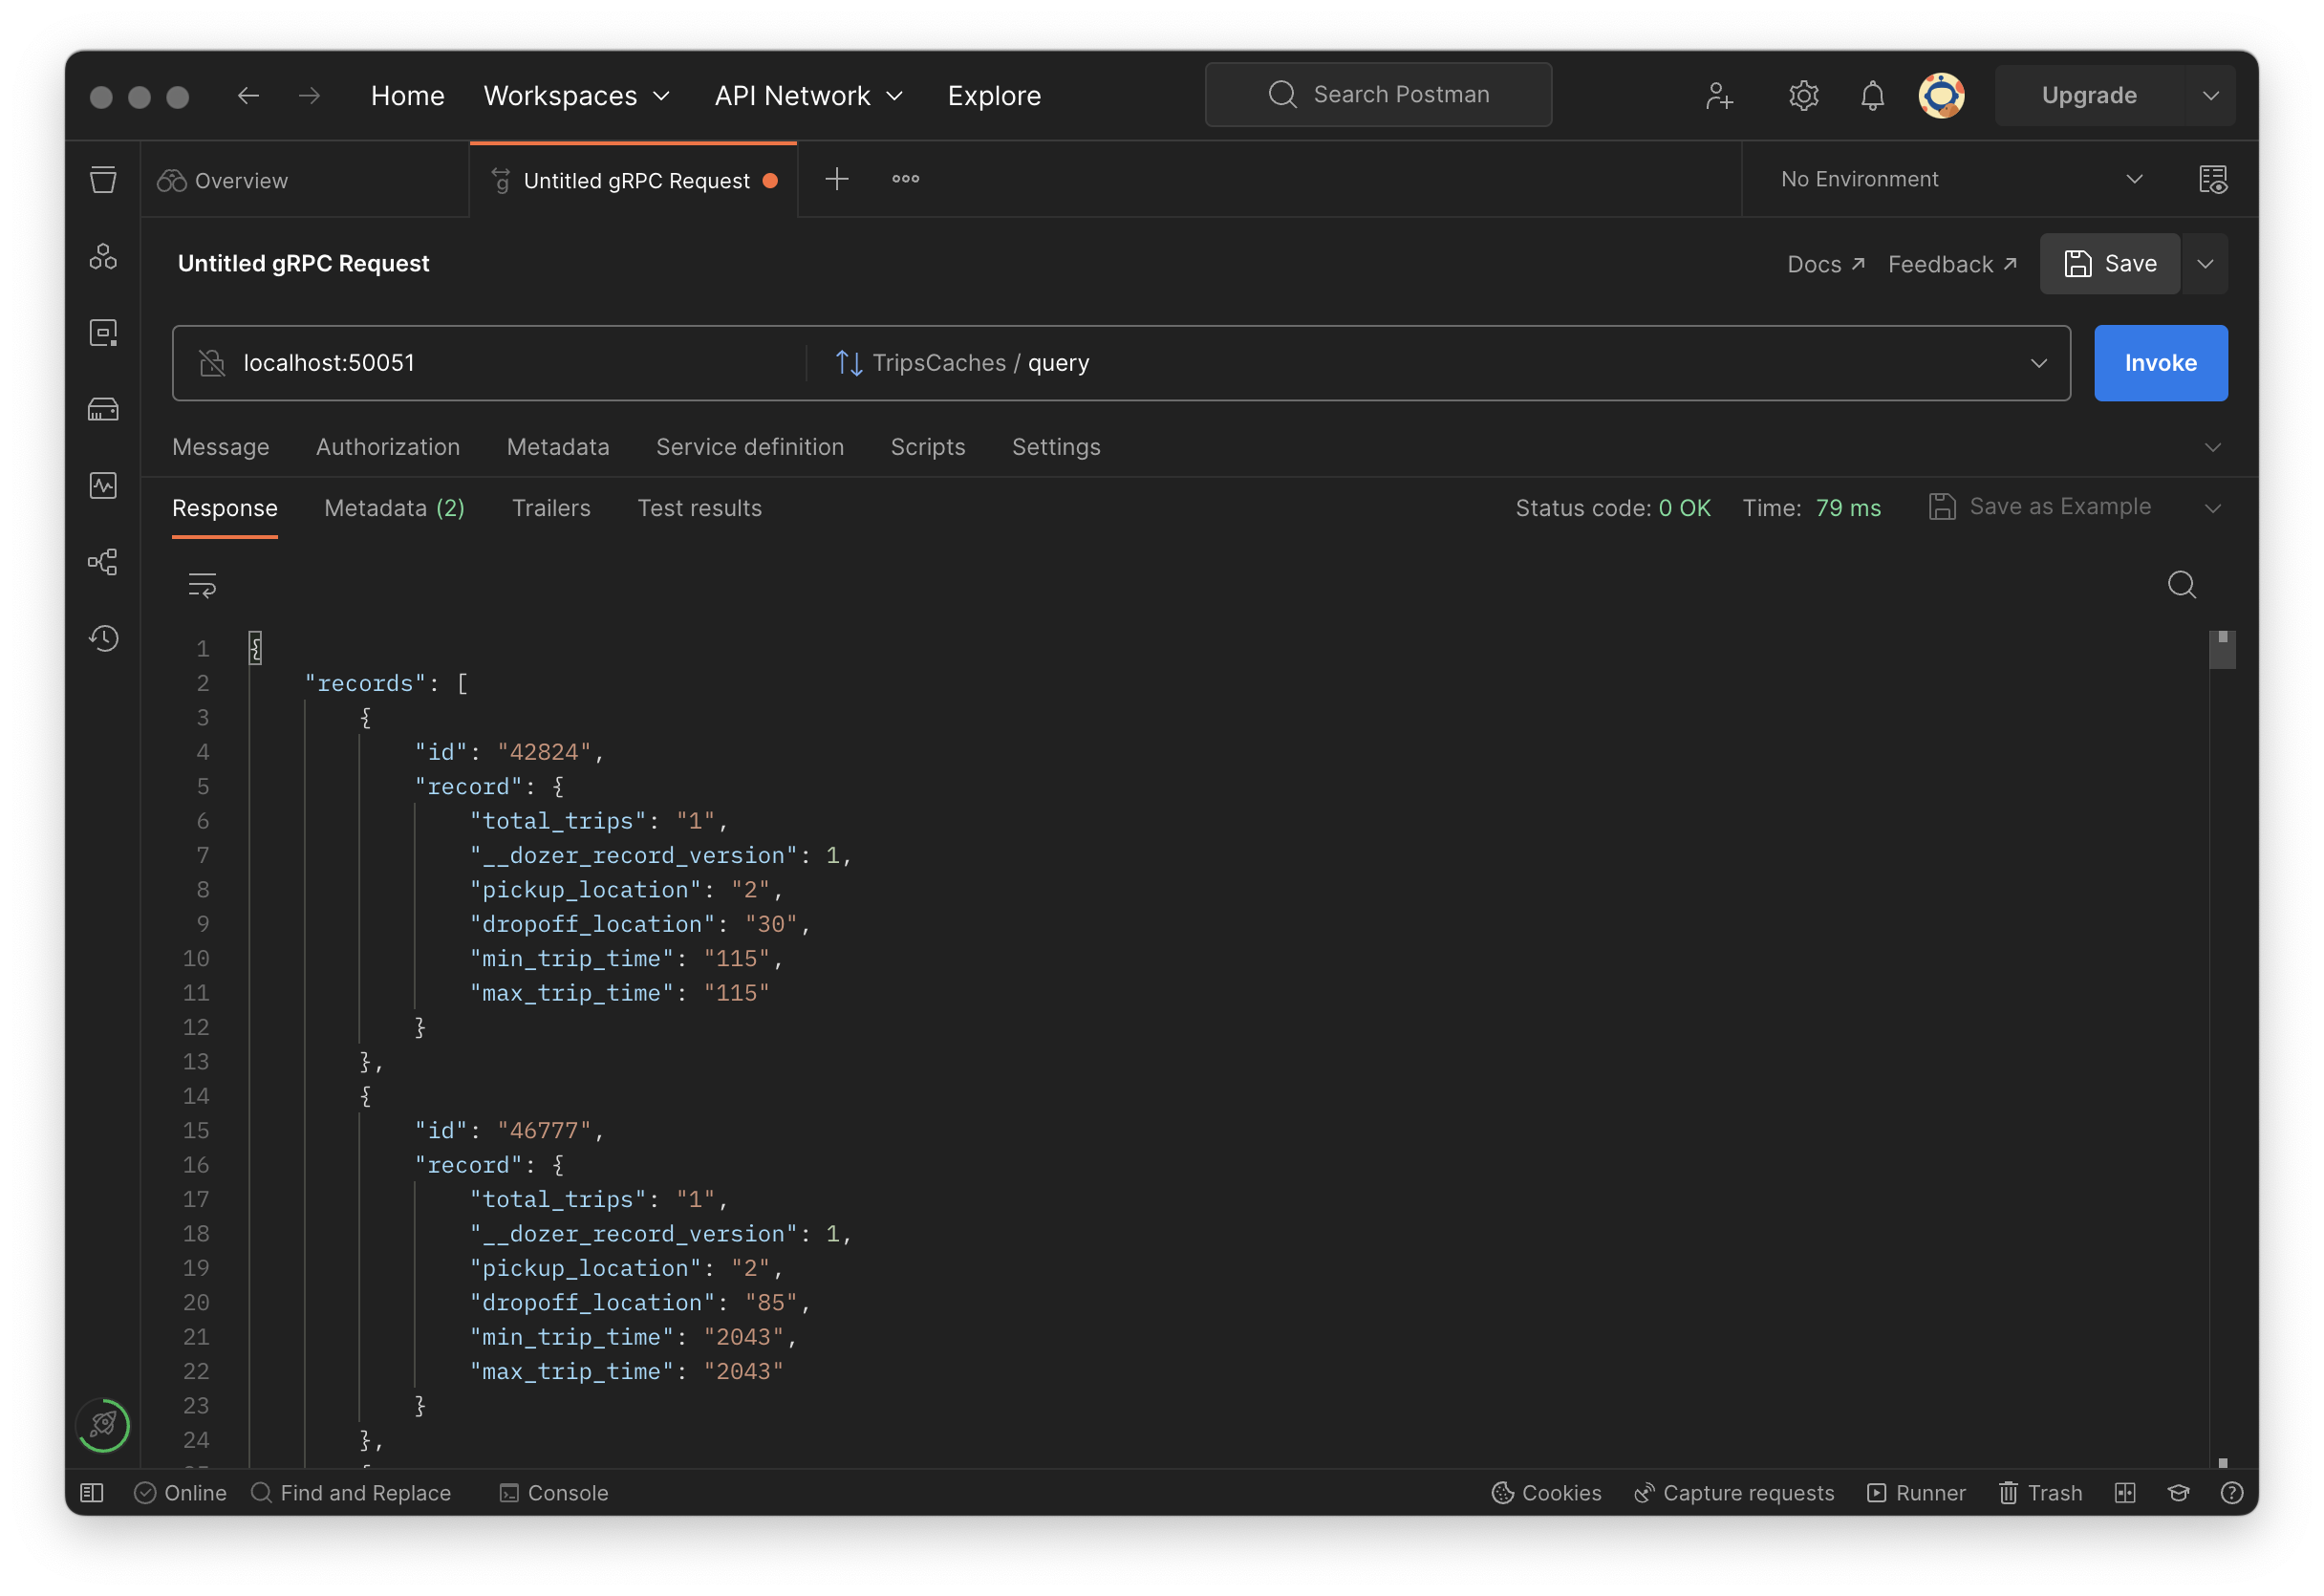 Home Workspaces API Network Explore Search Postman Upgrade
Overview Untitled gRPC Request No Environment
Untitled gRPC Request Docs Feedback Save
localhost:50051 TripsCaches / query Invoke
Message Authorization Metadata Service definition Scripts Settings
Response Metadata (2) Trailers Test results Status code: 0 OK Time: 79 ms Save as Example
1 {
2 "records": [
3 {
4 "id": "42824",
5 "record": {
6 "total_trips": "1",
7 "__dozer_record_version": 1,
8 "pickup_location": "2",
9 "dropoff_location": "30",
10 "min_trip_time": "115",
11 "max_trip_time": "115"
12 }
13 },
14 {
15 "id": "46777",
16 "record": {
17 "total_trips": "1",
18 "__dozer_record_version": 1,
19 "pickup_location": "2",
20 "dropoff_location": "85",
21 "min_trip_time": "2043",
22 "max_trip_time": "2043"
23 }
24 },
Online Find and Replace Console Cookies Capture requests Runner Trash